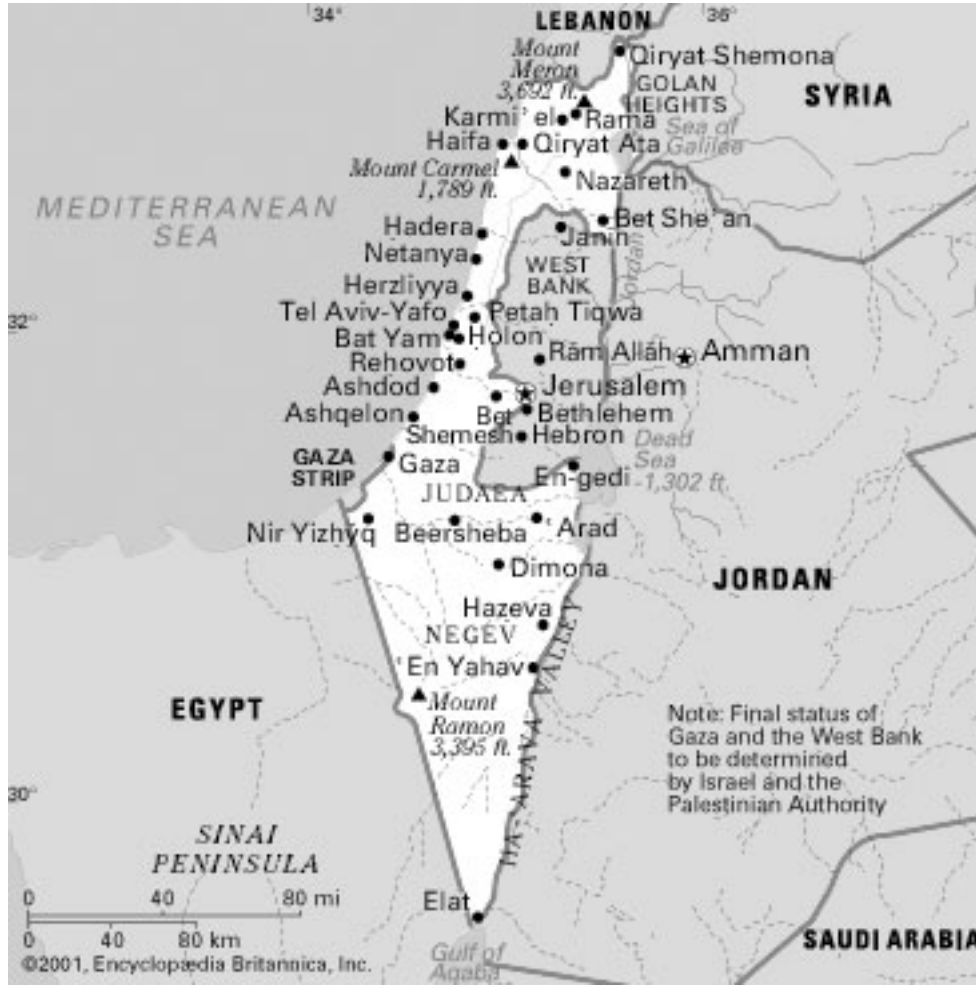 34°
36°
LEBANON
Mount
Meron
3,692 ft.
Qiryat Shemona
GOLAN
HEIGHTS
SYRIA
Karmi' el
Rama
Sea of
Galilee
Haifa
Qiryat Ata
Mount Carmel
1,789 ft.
Nazareth
MEDITERRANEAN
SEA
Hadera
Bet She' an
Janin
Netanya
WEST
BANK
Jordan
Herzliyya
32°
Tel Aviv-Yafo
Petah Tiqwa
Bat Yam
Holon
Rehovot
Rām Allāh
Amman
Ashdod
Jerusalem
Ashqelon
Bet
Shemesh
Bethlehem
Hebron
Dead
Sea
-1,302 ft.
GAZA
STRIP
Gaza
En-gedi
JUDAEA
Nir Yizhyq
Beersheba
'Arad
Dimona
JORDAN
Hazeva
NEGEV
'En Yahav
HA-'ARAVA VALLEY
EGYPT
Mount
Ramon
3,395 ft.
Note: Final status of
Gaza and the West Bank
to be determined
by Israel and the
Palestinian Authority
30°
SINAI
PENINSULA
0 40 80 mi
0 40 80 km
Elat
Gulf of
Aqaba
SAUDI ARABIA
©2001, Encyclopædia Britannica, Inc.